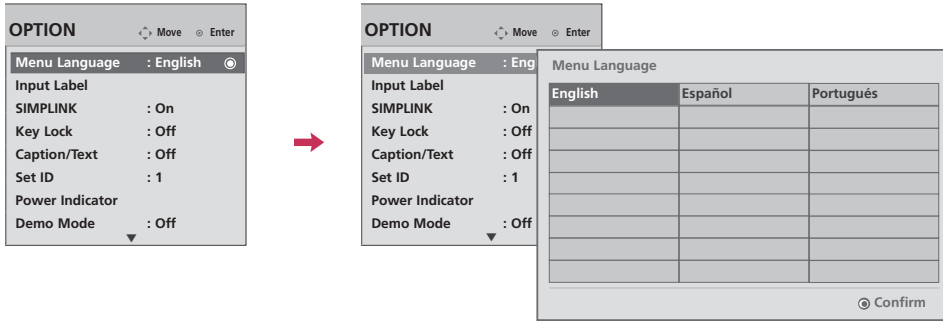 OPTION Move Enter
Menu Language : English
Input Label
SIMPLINK : On
Key Lock : Off
Caption/Text : Off
Set ID : 1
Power Indicator
Demo Mode : Off
OPTION Move Enter
Menu Language : Eng
Input Label
SIMPLINK : On
Key Lock : Off
Caption/Text : Off
Set ID : 1
Power Indicator
Demo Mode : Off
Menu Language
English Español Portugués
Confirm